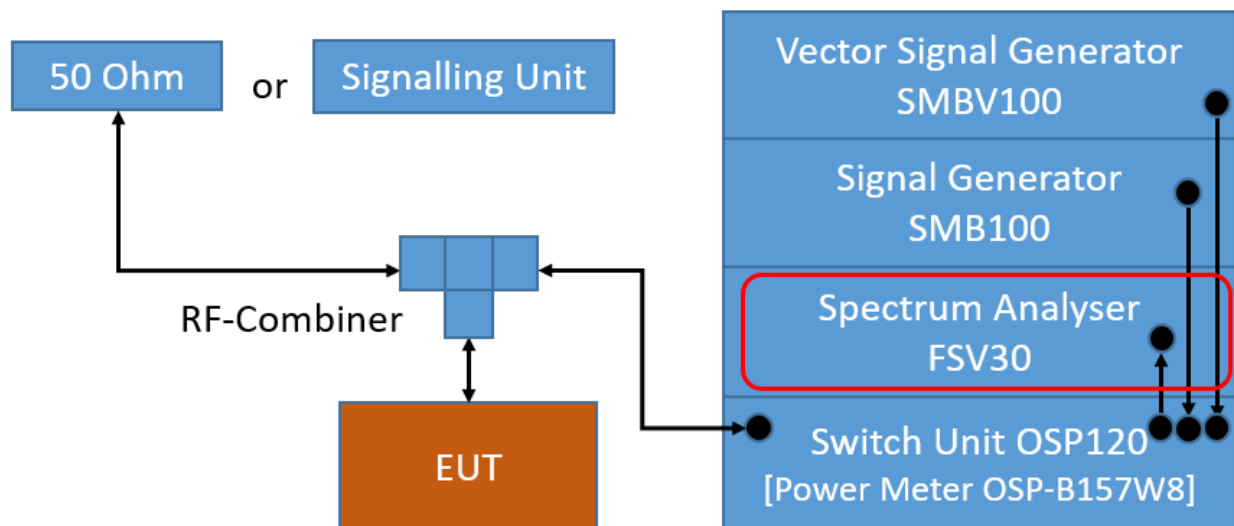 50 Ohm
or
Signalling Unit
RF-Combiner
EUT
Vector Signal Generator
SMBV100
Signal Generator
SMB100
Spectrum Analyser
FSV30
Switch Unit OSP120
[Power Meter OSP-B157W8]